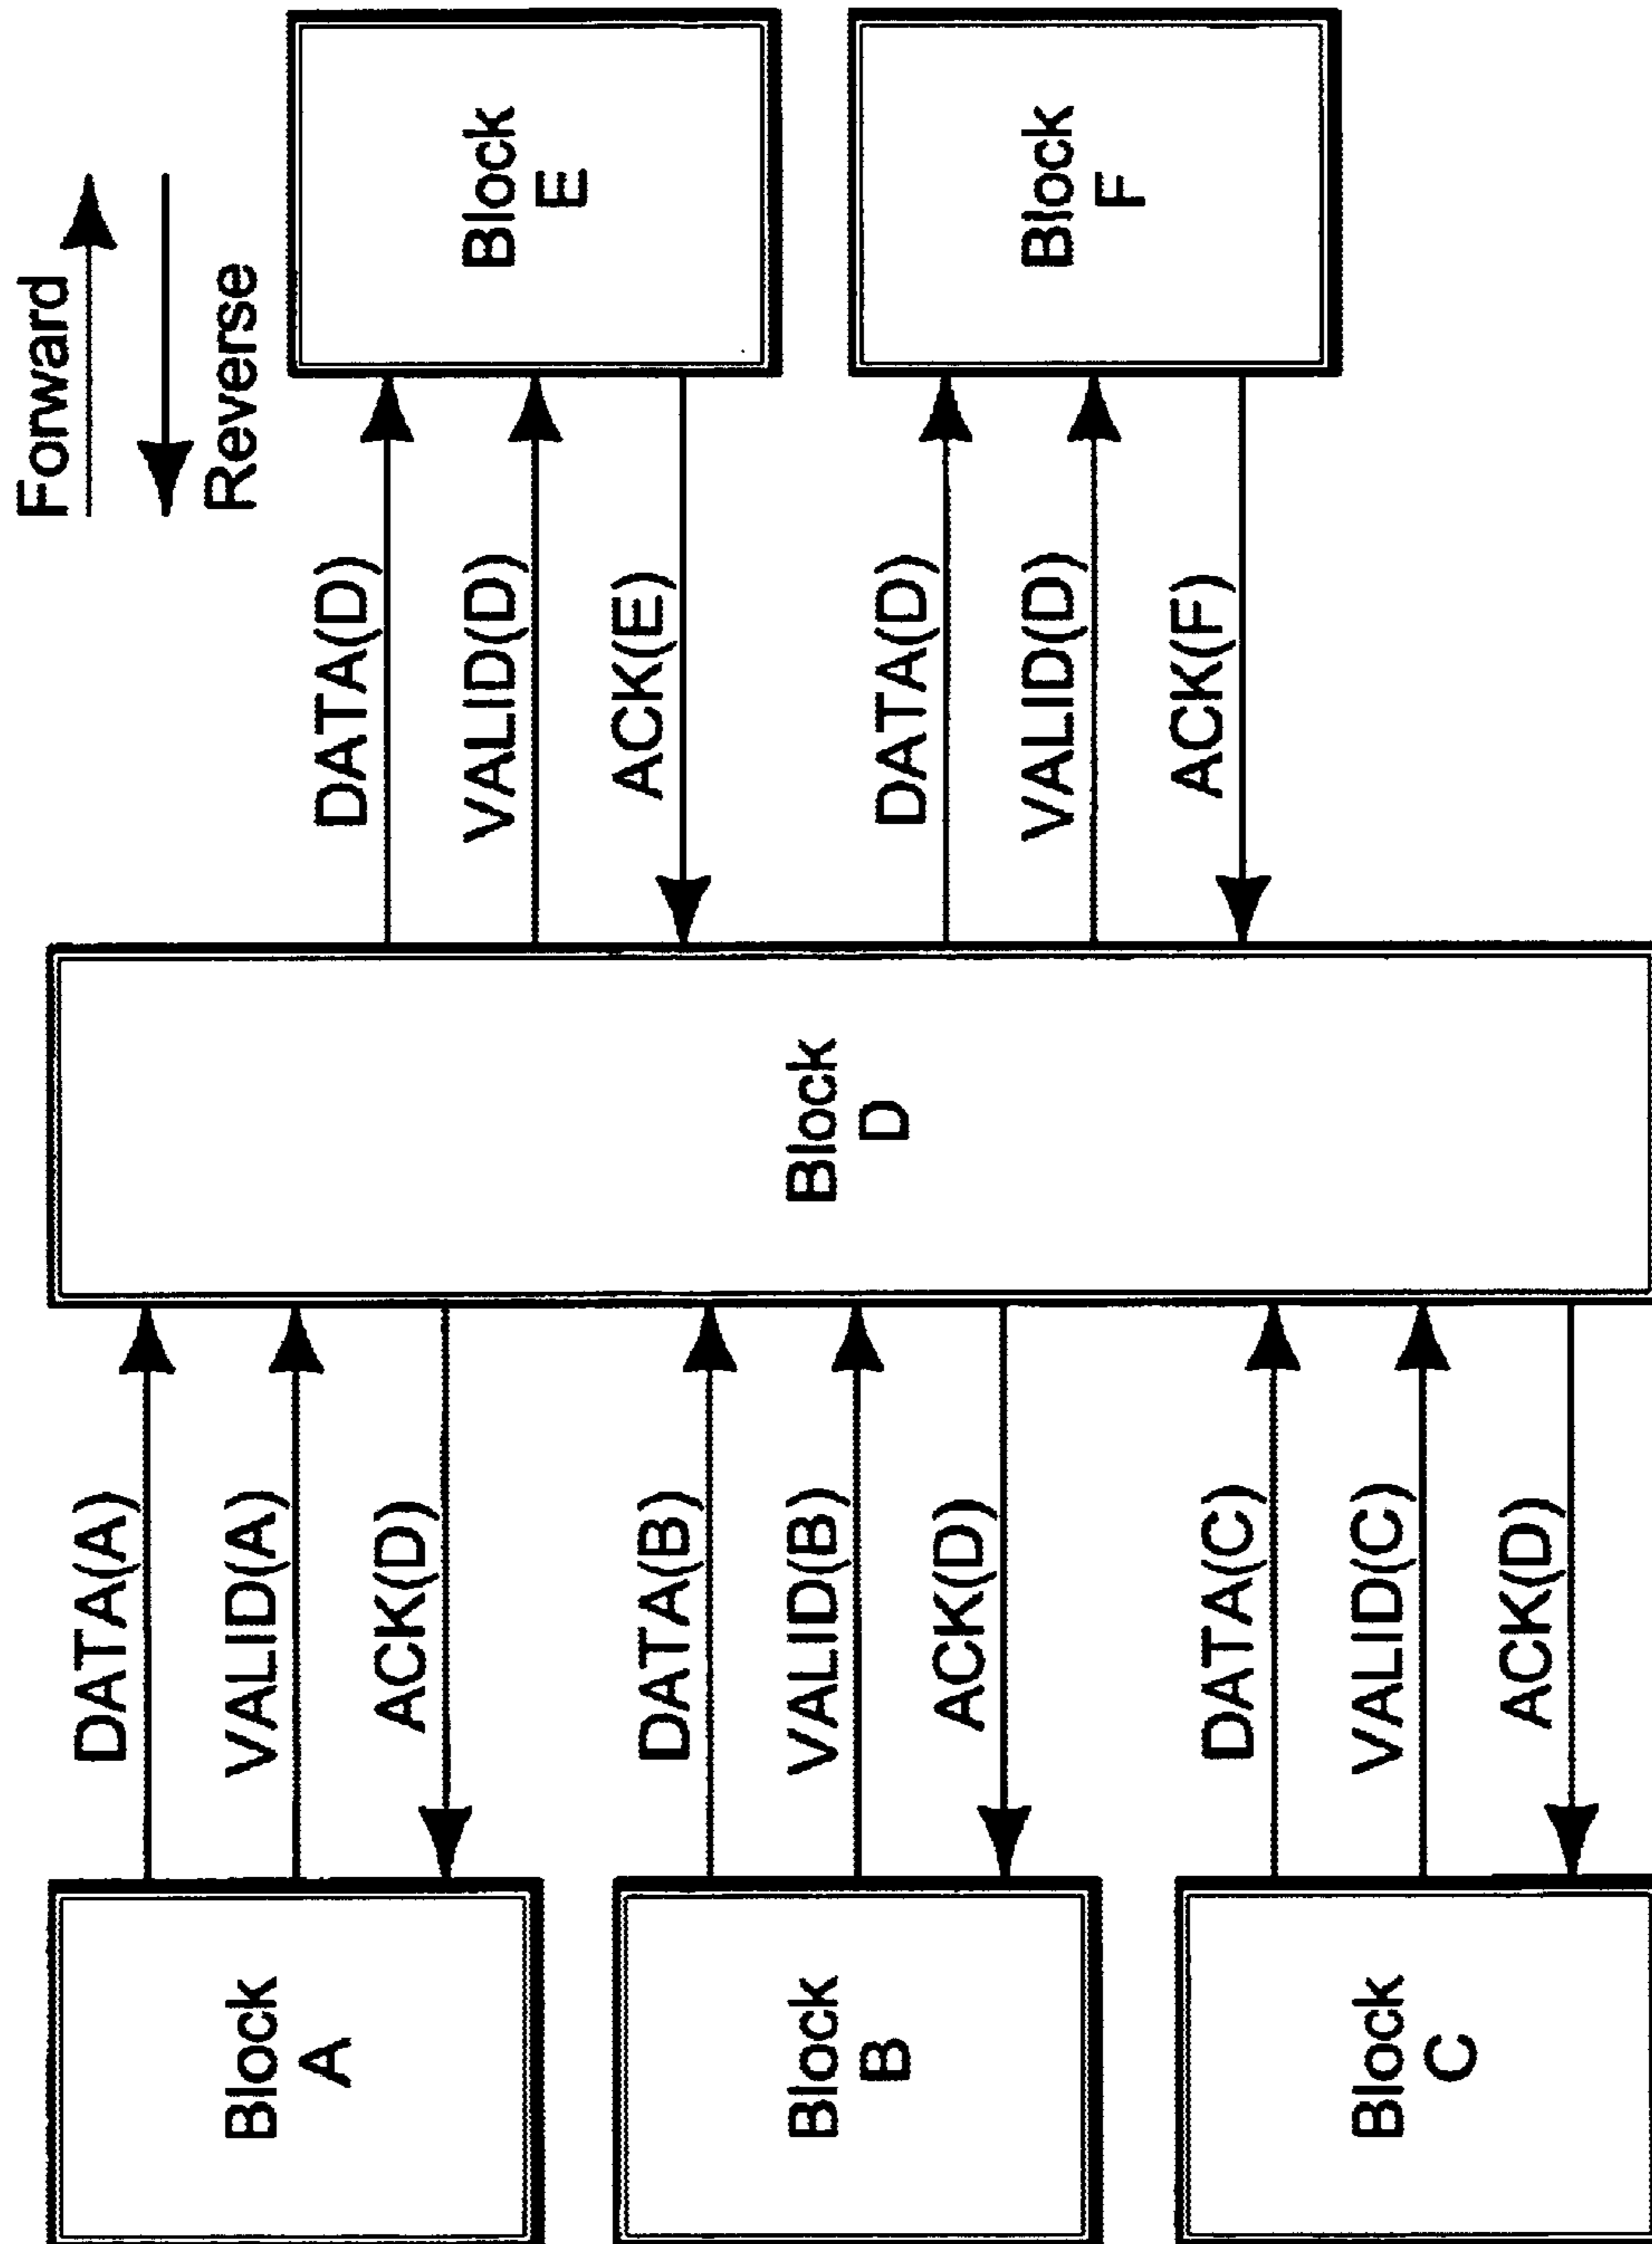 Forward
Reverse
Block
A
DATA(A)
VALID(A)
ACK(D)
Block
B
DATA(B)
VALID(B)
ACK(D)
Block
C
DATA(C)
VALID(C)
ACK(D)
Block
D
DATA(D)
VALID(D)
ACK(E)
Block
E
DATA(D)
VALID(D)
ACK(F)
Block
F